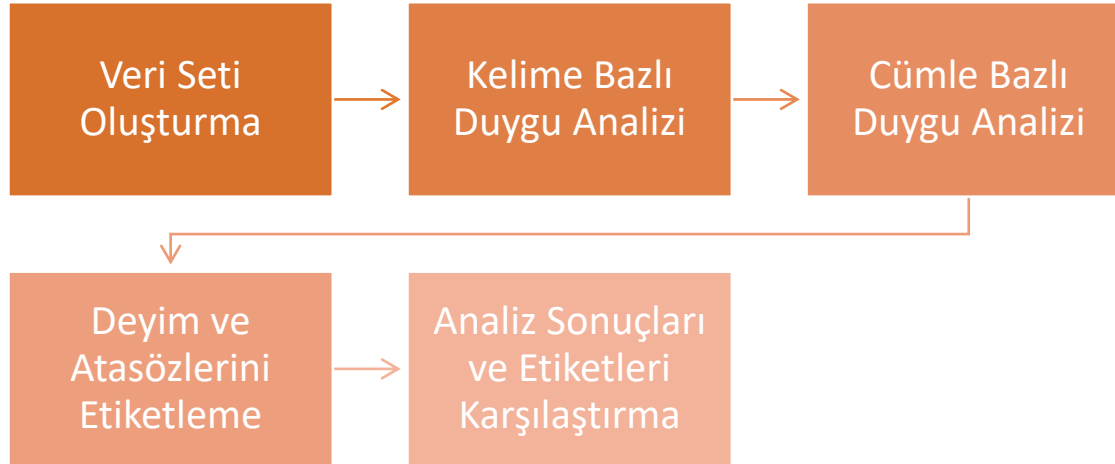 Veri Seti
Oluşturma
Kelime Bazlı
Duygu Analizi
Cümle Bazlı
Duygu Analizi
Deyim ve
Atasözlerini
Etiketleme
Analiz Sonuçları
ve Etiketleri
Karşılaştırma